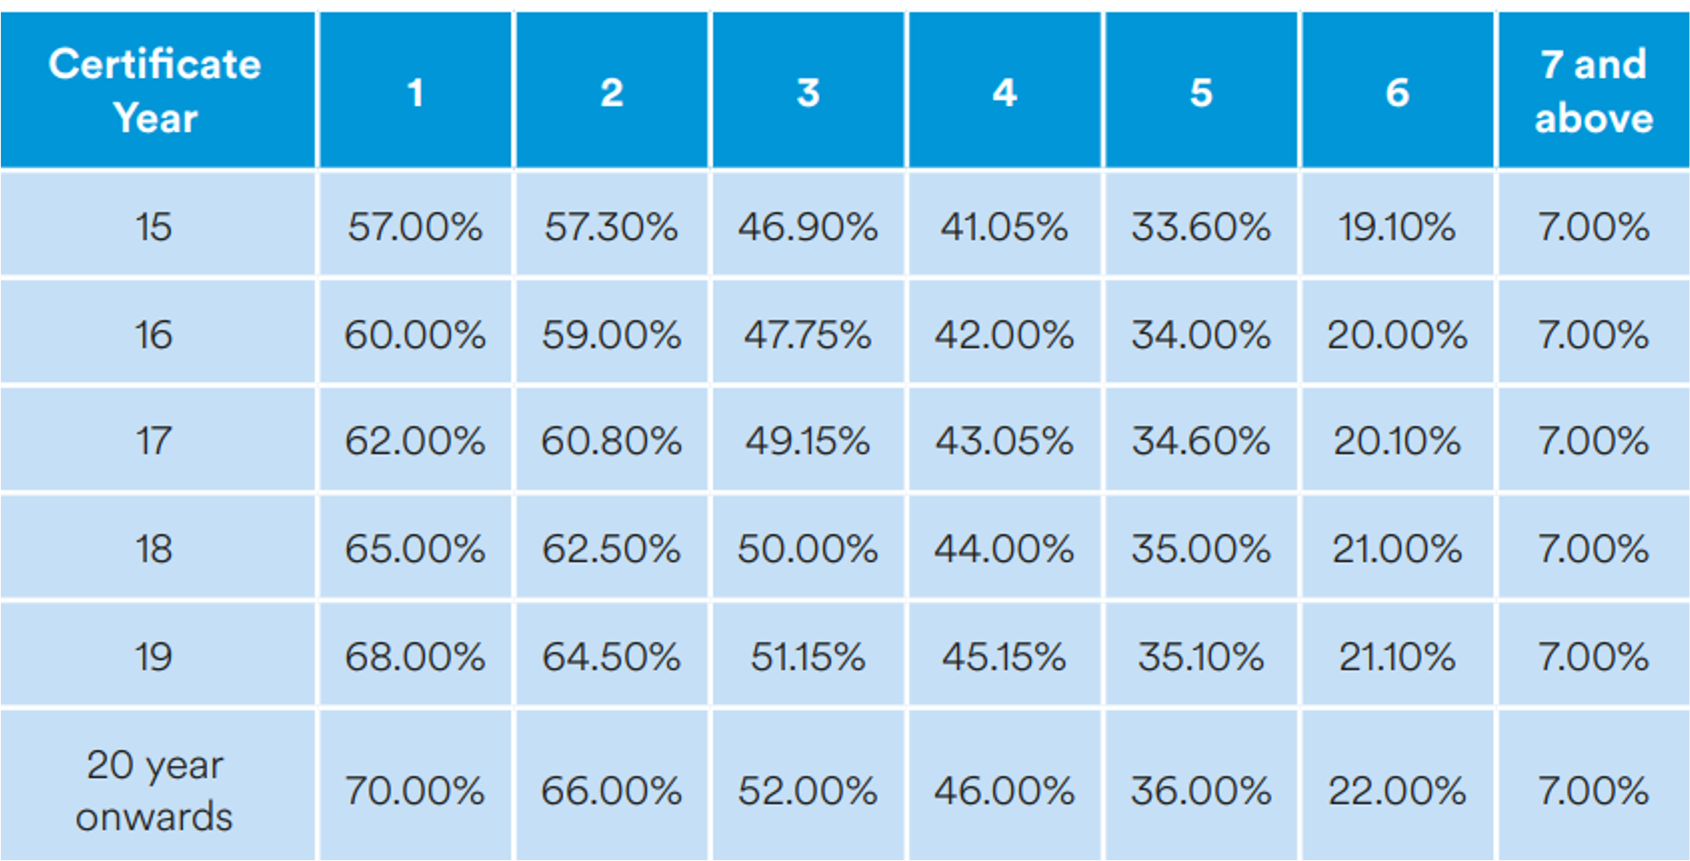 Certificate Year 1 2 3 4 5 6 7 and above
15 57.00% 57.30% 46.90% 41.05% 33.60% 19.10% 7.00%
16 60.00% 59.00% 47.75% 42.00% 34.00% 20.00% 7.00%
17 62.00% 60.80% 49.15% 43.05% 34.60% 20.10% 7.00%
18 65.00% 62.50% 50.00% 44.00% 35.00% 21.00% 7.00%
19 68.00% 64.50% 51.15% 45.15% 35.10% 21.10% 7.00%
20 year onwards 70.00% 66.00% 52.00% 46.00% 36.00% 22.00% 7.00%